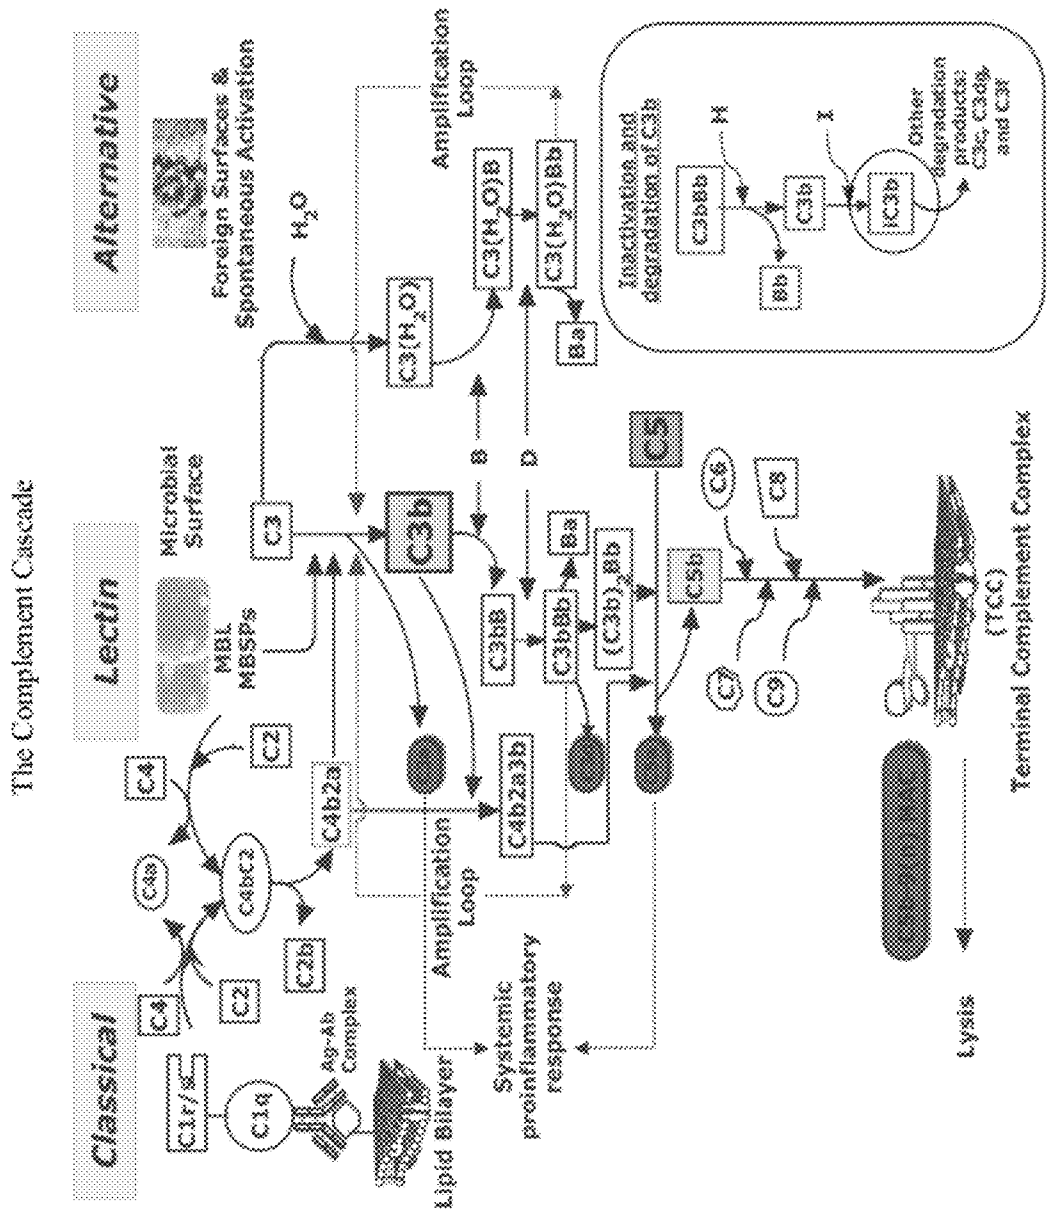 The Complement Cascade
Classical
Lectin
Alternative
C1r/s
C1q
Ag-Ab
Complex
Lipid Bilayer
C4
C2
C4a
C4bC2
C2b
C4
C2
C4b2a
MBL
MBSPs
Microbial
Surface
Foreign Surfaces &
Spontaneous Activation
C3
H2O
C3b
C3(H2O)
Amplification
Loop
Amplification
Loop
C4b2a3b
C3bB
B
D
C3(H2O)B
C3(H2O)Bb
Ba
C3bBb
Ba
(C3b)2Bb
Systemic
proinflammatory
response
C5
C5b
C6
C7
C8
C9
(TCC)
Terminal Complement Complex
Lysis
Inactivation and
degradation of C3b
C3bBb
H
Bb
C3b
I
iC3b
Other
degradation
products:
C3c, C3dg,
and C3f